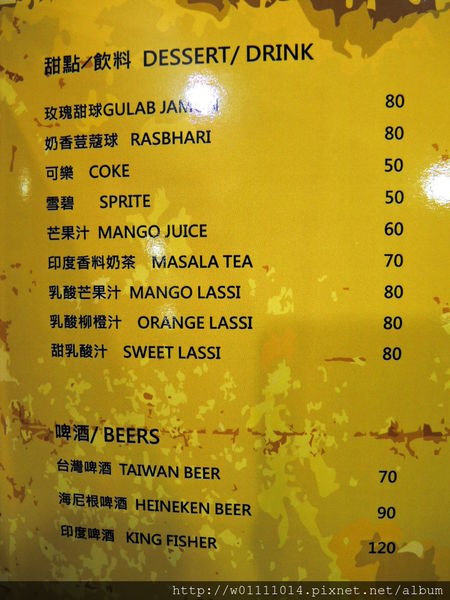 甜點/飲料 DESSERT/ DRINK
玫瑰甜球GULAB 80
奶香荳蔻球 RASBHARI 80
可樂 COKE 50
雪碧 SPRITE 50
芒果汁 MANGO JUICE 60
印度香料奶茶 MASALA TEA 70
乳酸芒果汁 MANGO LASSI 80
乳酸柳橙汁 ORANGE LASSI 80
甜乳酸汁 SWEET LASSI 80
啤酒/ BEERS
台灣啤酒 TAIWAN BEER 70
海尼根啤酒 HEINEKEN BEER 90
印度啤酒 KING FISHER 120
http://w01111014.pixnet.net/album